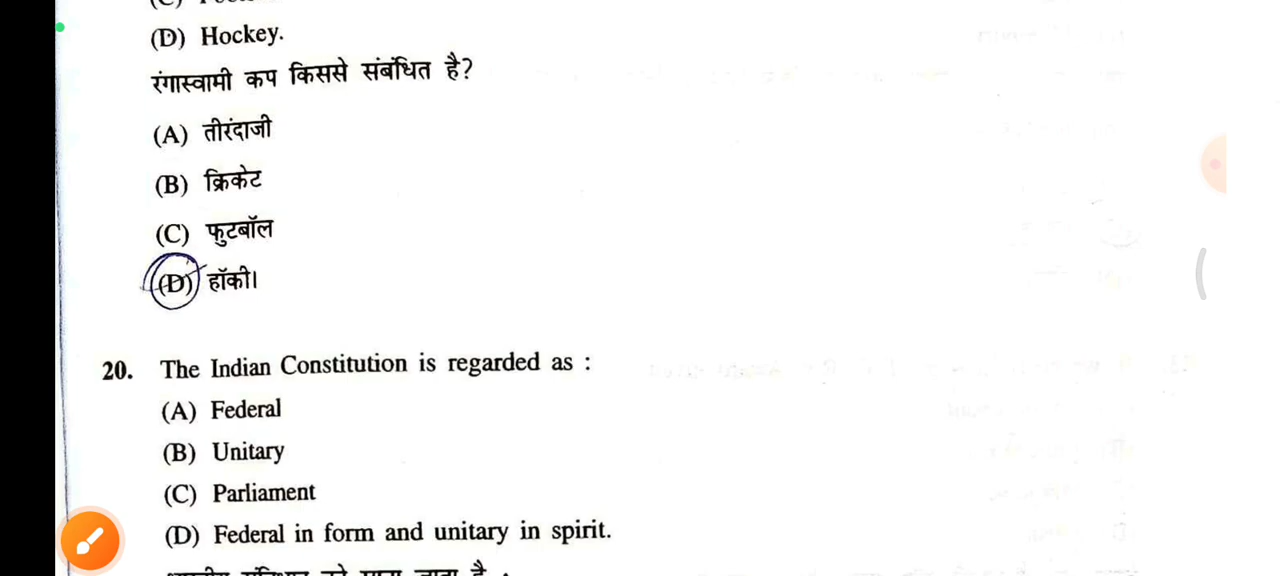 (D) Hockey.
रंगास्वामी कप किससे संबंधित है?
(A) तीरंदाजी
(B) क्रिकेट
(C) फुटबॉल
(D) हॉकी।
20. The Indian Constitution is regarded as :
(A) Federal
(B) Unitary
(C) Parliament
(D) Federal in form and unitary in spirit.